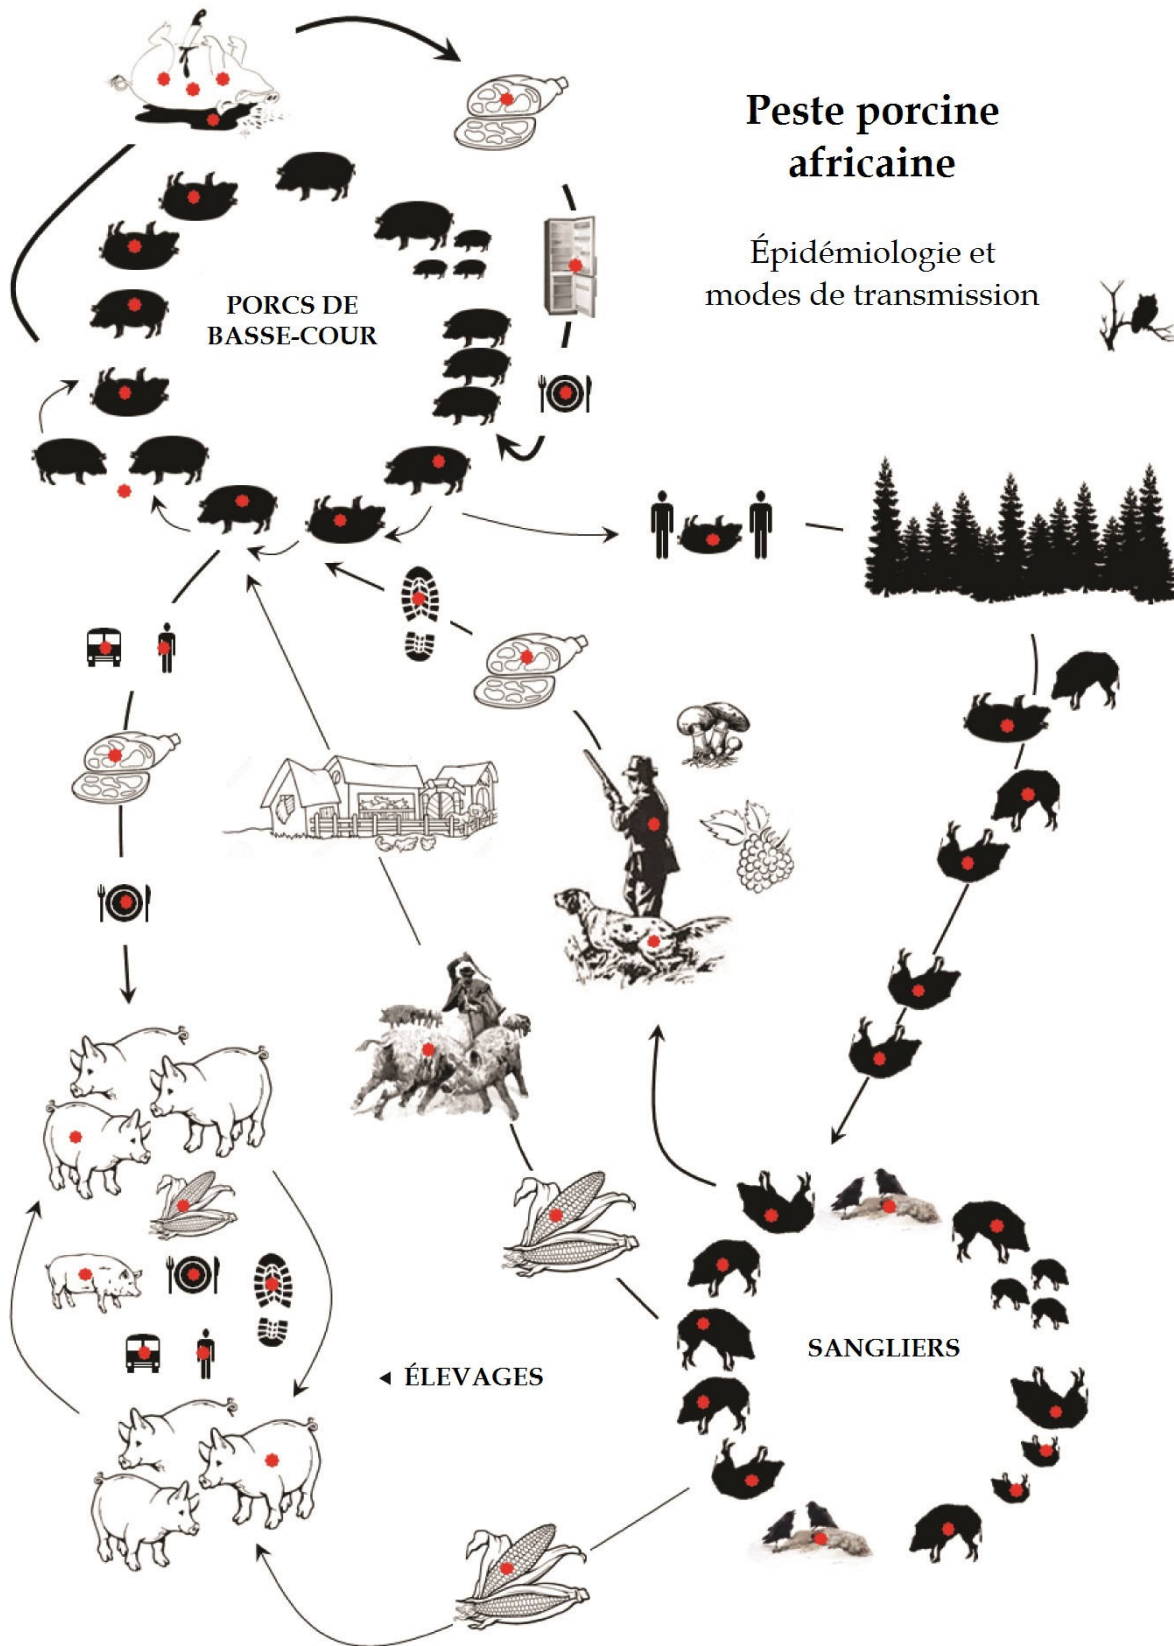 Peste porcine
africaine
Épidémiologie et
modes de transmission
PORCS DE
BASSE-COUR
SANGLIERS
ÉLEVAGES